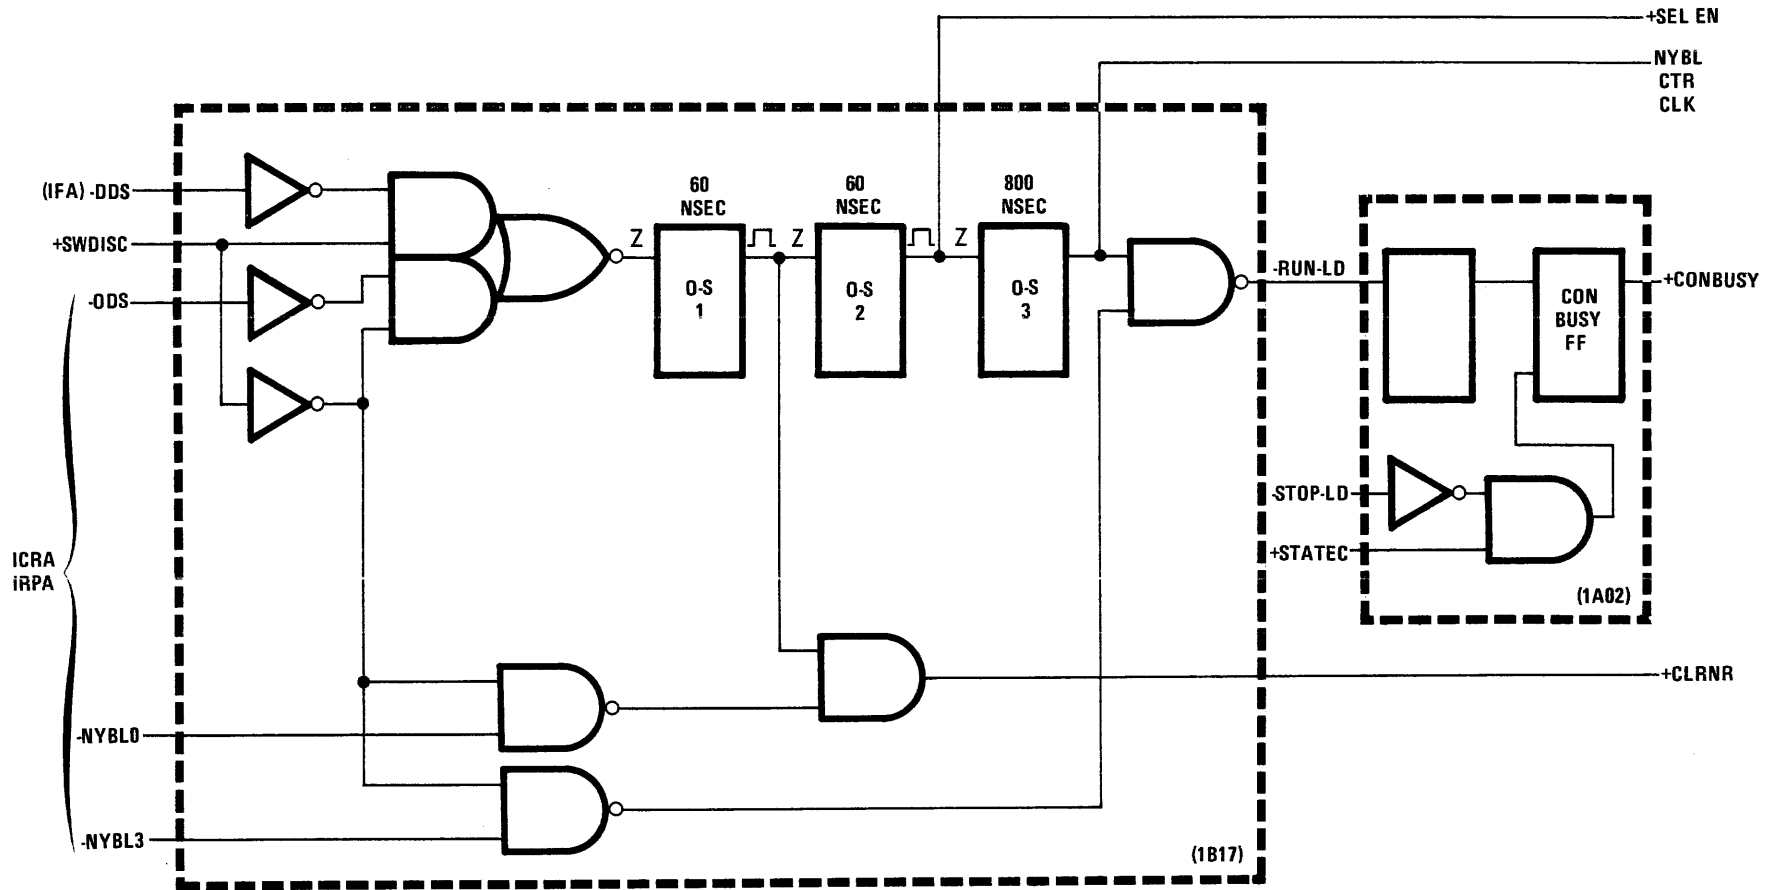 +SEL EN
NYBL
CTR
CLK
(IFA) -DDS
+SWDISC
-ODS
60
NSEC
60
NSEC
800
NSEC
Z
Z
Z
O-S
1
O-S
2
O-S
3
-RUN-LD
CON
BUSY
FF
+CONBUSY
-STOP-LD
+STATEC
(1A02)
ICRA
iRPA
+CLRNR
-NYBL0
-NYBL3
(1B17)